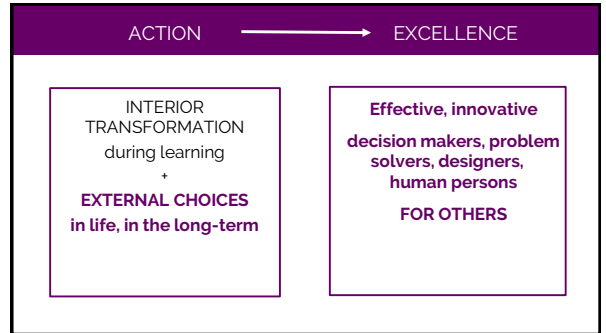 ACTION
EXCELLENCE
INTERIOR
TRANSFORMATION
during learning
+
EXTERNAL CHOICES
in life, in the long-term
Effective, innovative
decision makers, problem
solvers, designers,
human persons
FOR OTHERS